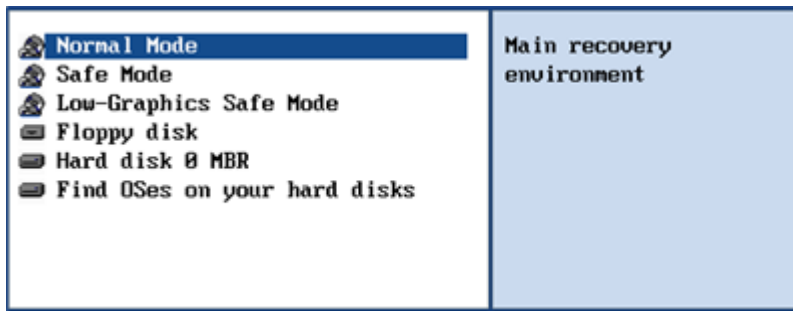 Normal Mode
Safe Mode
Low-Graphics Safe Mode
Floppy disk
Hard disk 0 MBR
Find OSes on your hard disks
Main recovery
environment